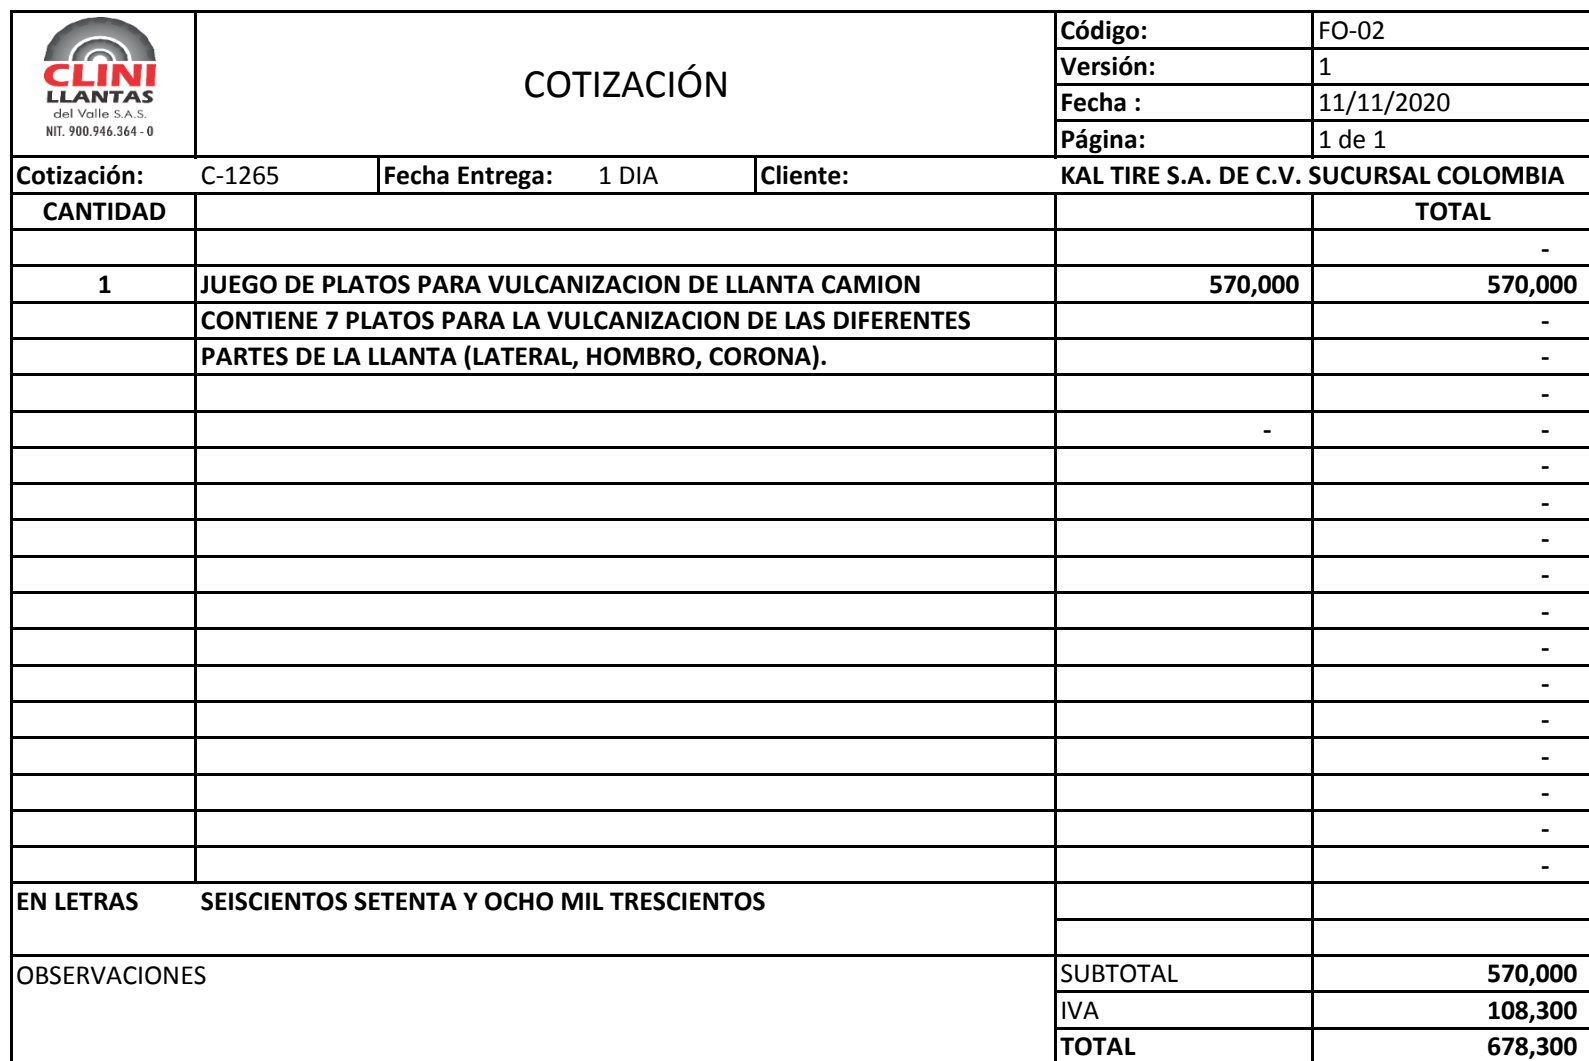 CLINI
LLANTAS
del Valle S.A.S.
NIT. 900.946.364 - 0
COTIZACIÓN
Código: FO-02
Versión: 1
Fecha : 11/11/2020
Página: 1 de 1
Cotización: C-1265 Fecha Entrega: 1 DIA Cliente: KAL TIRE S.A. DE C.V. SUCURSAL COLOMBIA
CANTIDAD TOTAL
-
1 JUEGO DE PLATOS PARA VULCANIZACION DE LLANTA CAMION 570,000 570,000
CONTIENE 7 PLATOS PARA LA VULCANIZACION DE LAS DIFERENTES -
PARTES DE LA LLANTA (LATERAL, HOMBRO, CORONA). -
-
- -
-
-
-
-
-
-
-
-
-
-
-
-
EN LETRAS SEISCIENTOS SETENTA Y OCHO MIL TRESCIENTOS
OBSERVACIONES
SUBTOTAL 570,000
IVA 108,300
TOTAL 678,300